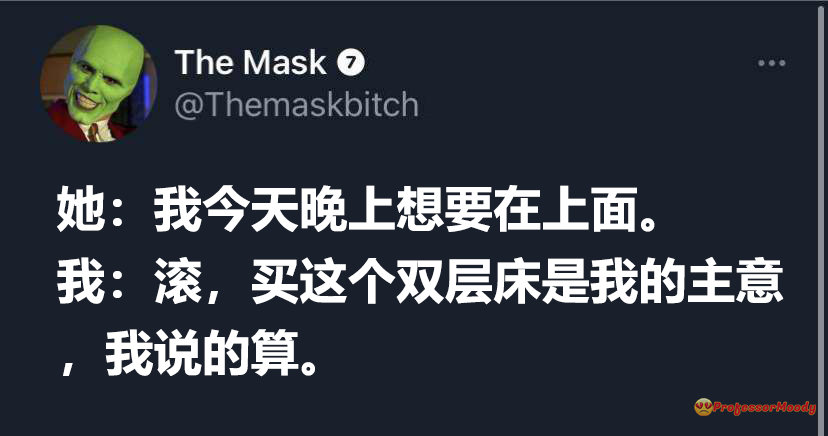 The Mask 7
@Themaskbitch
她：我今天晚上想要在上面。
我：滚，买这个双层床是我的主意
，我说的算。
ProfessorMoody